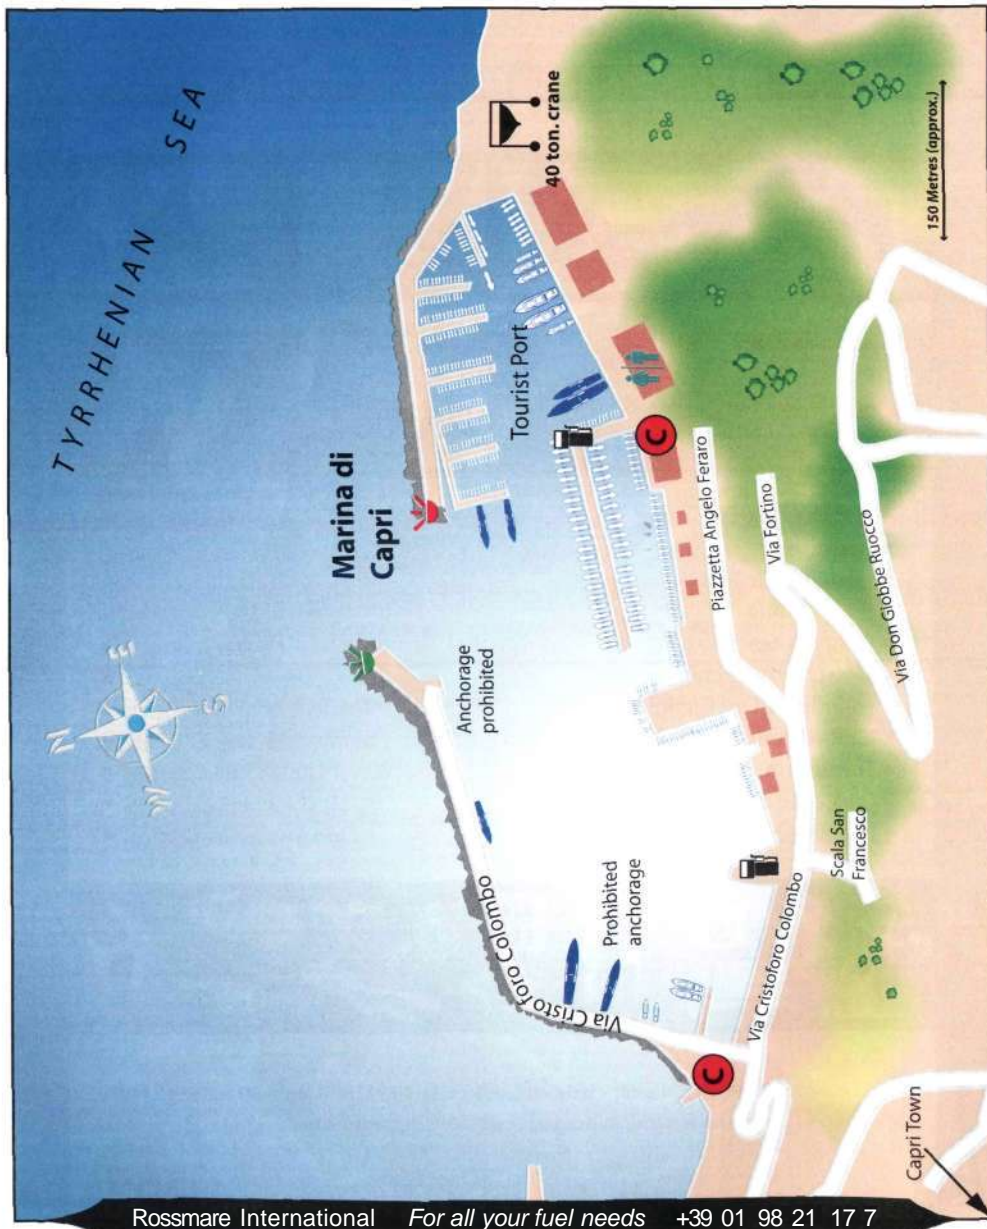 TYRRHENIAN SEA
N
E
S
W
40 ton. crane
150 Metres (approx.)
Tourist Port
Marina di
Capri
C
Piazzetta Angelo Feraro
Via Fortino
Via Don Giobbe Ruocco
Anchorage
prohibited
Via Cristo foro Colombo
Prohibited
anchorage
Scala San
Francesco
Via Cristoforo Colombo
C
Capri Town
Rossmare International For all your fuel needs +39 01 98 21 17 7